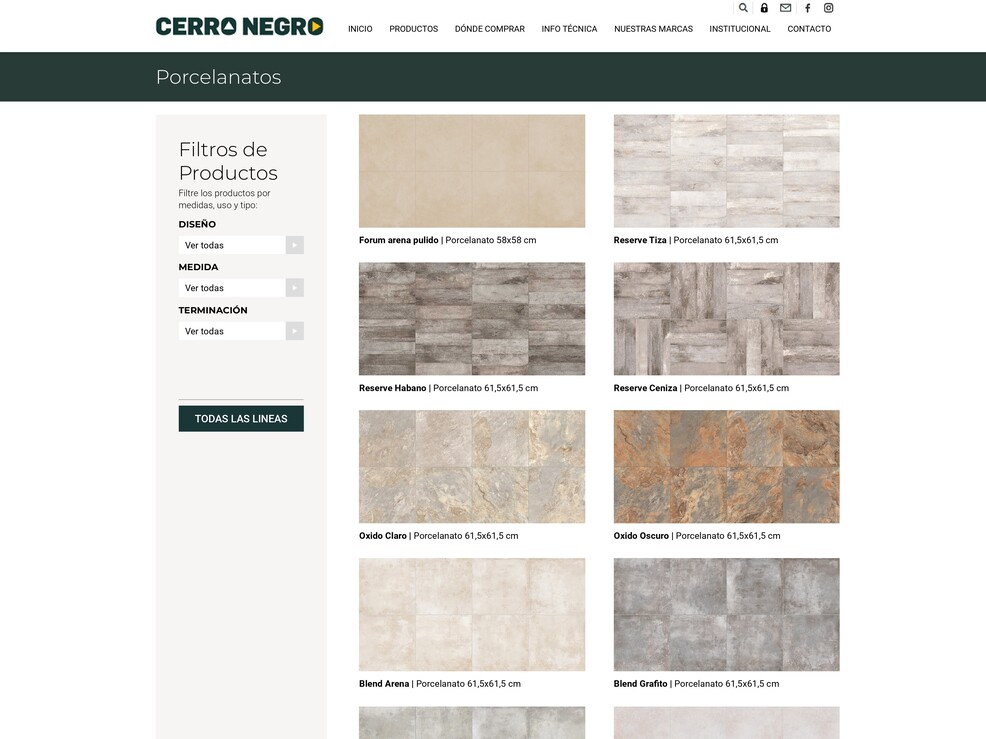 CERRO NEGRO
INICIO
PRODUCTOS
DÓNDE COMPRAR
INFO TÉCNICA
NUESTRAS MARCAS
INSTITUCIONAL
CONTACTO
Porcelanatos
Filtros de
Productos
Filtre los productos por
medidas, uso y tipo:
DISEÑO
Ver todas
MEDIDA
Ver todas
TERMINACIÓN
Ver todas
TODAS LAS LINEAS
Forum arena pulido | Porcelanato 58x58 cm
Reserve Tiza | Porcelanato 61,5x61,5 cm
Reserve Habano | Porcelanato 61,5x61,5 cm
Reserve Ceniza | Porcelanato 61,5x61,5 cm
Oxido Claro | Porcelanato 61,5x61,5 cm
Oxido Oscuro | Porcelanato 61,5x61,5 cm
Blend Arena | Porcelanato 61,5x61,5 cm
Blend Grafito | Porcelanato 61,5x61,5 cm